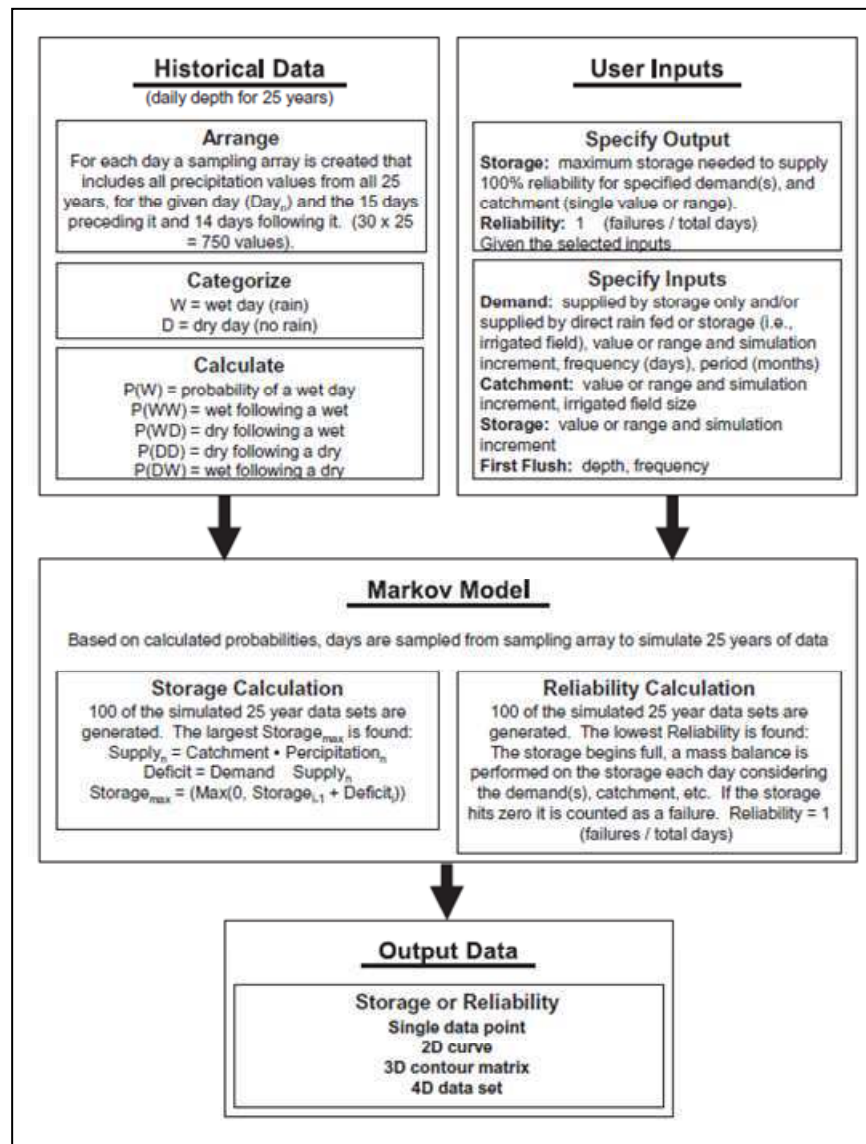 Historical Data
(daily depth for 25 years)
Arrange
For each day a sampling array is created that
includes all precipitation values from all 25
years, for the given day (Dayn) and the 15 days
preceding it and 14 days following it. (30 x 25
= 750 values).
Categorize
W = wet day (rain)
D = dry day (no rain)
Calculate
P(W) = probability of a wet day
P(WW) = wet following a wet
P(WD) = dry following a wet
P(DD) = dry following a dry
P(DW) = wet following a dry
User Inputs
Specify Output
Storage: maximum storage needed to supply
100% reliability for specified demand(s), and
catchment (single value or range).
Reliability: 1 (failures / total days)
Given the selected inputs
Specify Inputs
Demand: supplied by storage only and/or
supplied by direct rain fed or storage (i.e.,
irrigated field), value or range and simulation
increment, frequency (days), period (months)
Catchment: value or range and simulation
increment, irrigated field size
Storage: value or range and simulation
increment
First Flush: depth, frequency
Markov Model
Based on calculated probabilities, days are sampled from sampling array to simulate 25 years of data
Storage Calculation
100 of the simulated 25 year data sets are
generated. The largest Storagemax is found:
Supplyn = Catchment • Percipitationn
Deficit = Demand Supplyn
Storagemax = (Max(0, Storagei-1 + Deficiti))
Reliability Calculation
100 of the simulated 25 year data sets are
generated. The lowest Reliability is found:
The storage begins full, a mass balance is
performed on the storage each day considering
the demand(s), catchment, etc. If the storage
hits zero it is counted as a failure. Reliability = 1
(failures / total days)
Output Data
Storage or Reliability
Single data point
2D curve
3D contour matrix
4D data set